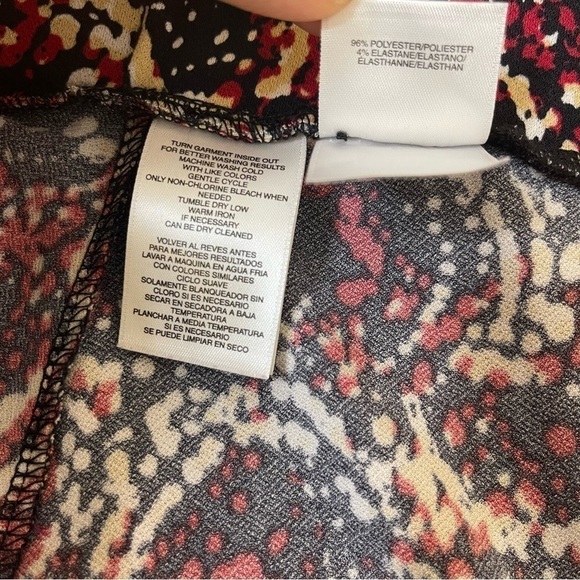 96% POLYESTER/POLIESTER
4% ELASTANE/ELASTANO/
ÉLASTHANNE/ELASTHAN
TURN GARMENT INSIDE OUT
FOR BETTER WASHING RESULTS
MACHINE WASH COLD
WITH LIKE COLORS
GENTLE CYCLE
ONLY NON-CHLORINE BLEACH WHEN
NEEDED
TUMBLE DRY LOW
WARM IRON
IF NECESSARY
CAN BE DRY CLEANED
VOLVER AL REVES ANTES
PARA MEJORES RESULTADOS
LAVAR A MAQUINA EN AGUA FRIA
CON COLORES SIMILARES
CICLO SUAVE
SOLAMENTE BLANQUEADOR SIN
CLORO SI ES NECESARIO
SECAR EN SECADORA A BAJA
TEMPERATURA
PLANCHAR A MEDIA TEMPERATURA
SI ES NECESARIO
SE PUEDE LIMPIAR EN SECO